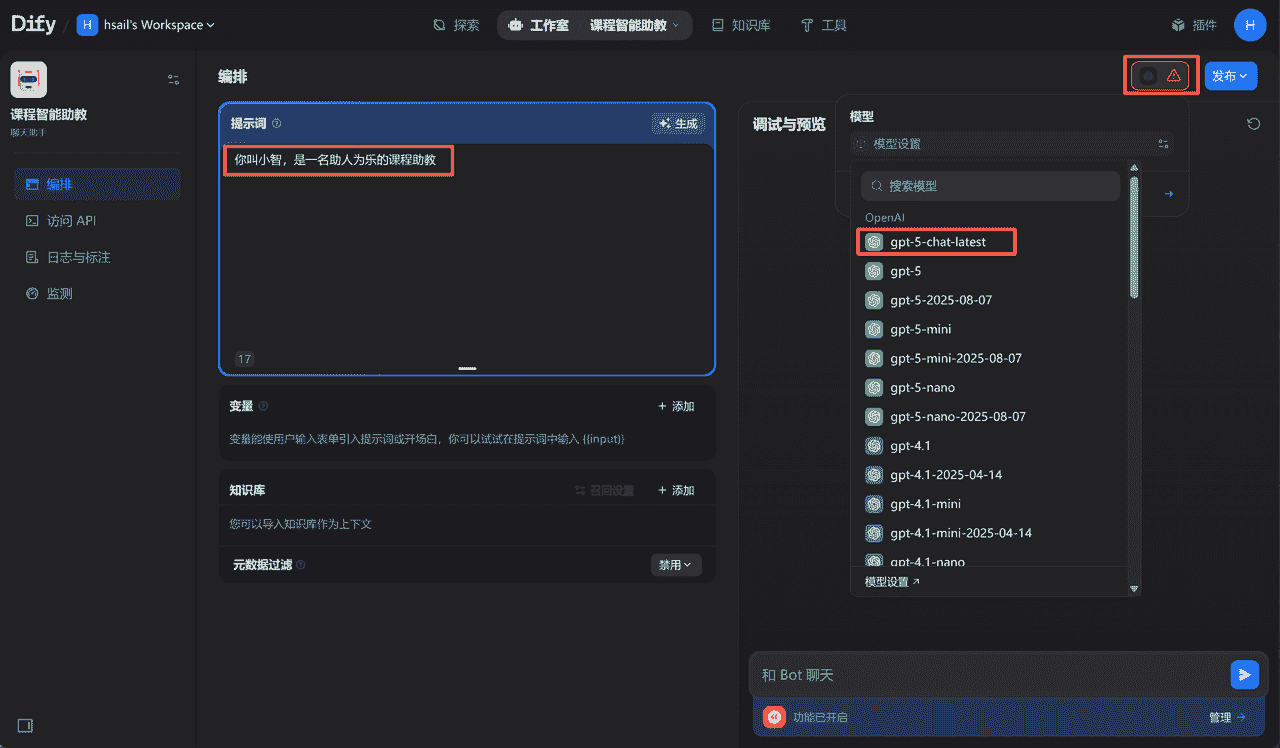 Dify / H hsail's Workspace
探索
工作室
课程智能助教
知识库
工具
插件
H
课程智能助教
聊天助手
编排
访问 API
日志与标注
监测
编排
发布
提示词
生成
你叫小智，是一名助人为乐的课程助教
17
变量
+ 添加
变量能使用户输入表单引入提示词或开场白，你可以试试在提示词中输入 {{input}}
知识库
召回设置
+ 添加
您可以导入知识库作为上下文
元数据过滤
禁用
调试与预览
模型
模型设置
搜索模型
OpenAI
gpt-5-chat-latest
gpt-5
gpt-5-2025-08-07
gpt-5-mini
gpt-5-mini-2025-08-07
gpt-5-nano
gpt-5-nano-2025-08-07
gpt-4.1
gpt-4.1-2025-04-14
gpt-4.1-mini
gpt-4.1-mini-2025-04-14
gpt-4.1-nano
模型设置
和 Bot 聊天
功能已开启
管理